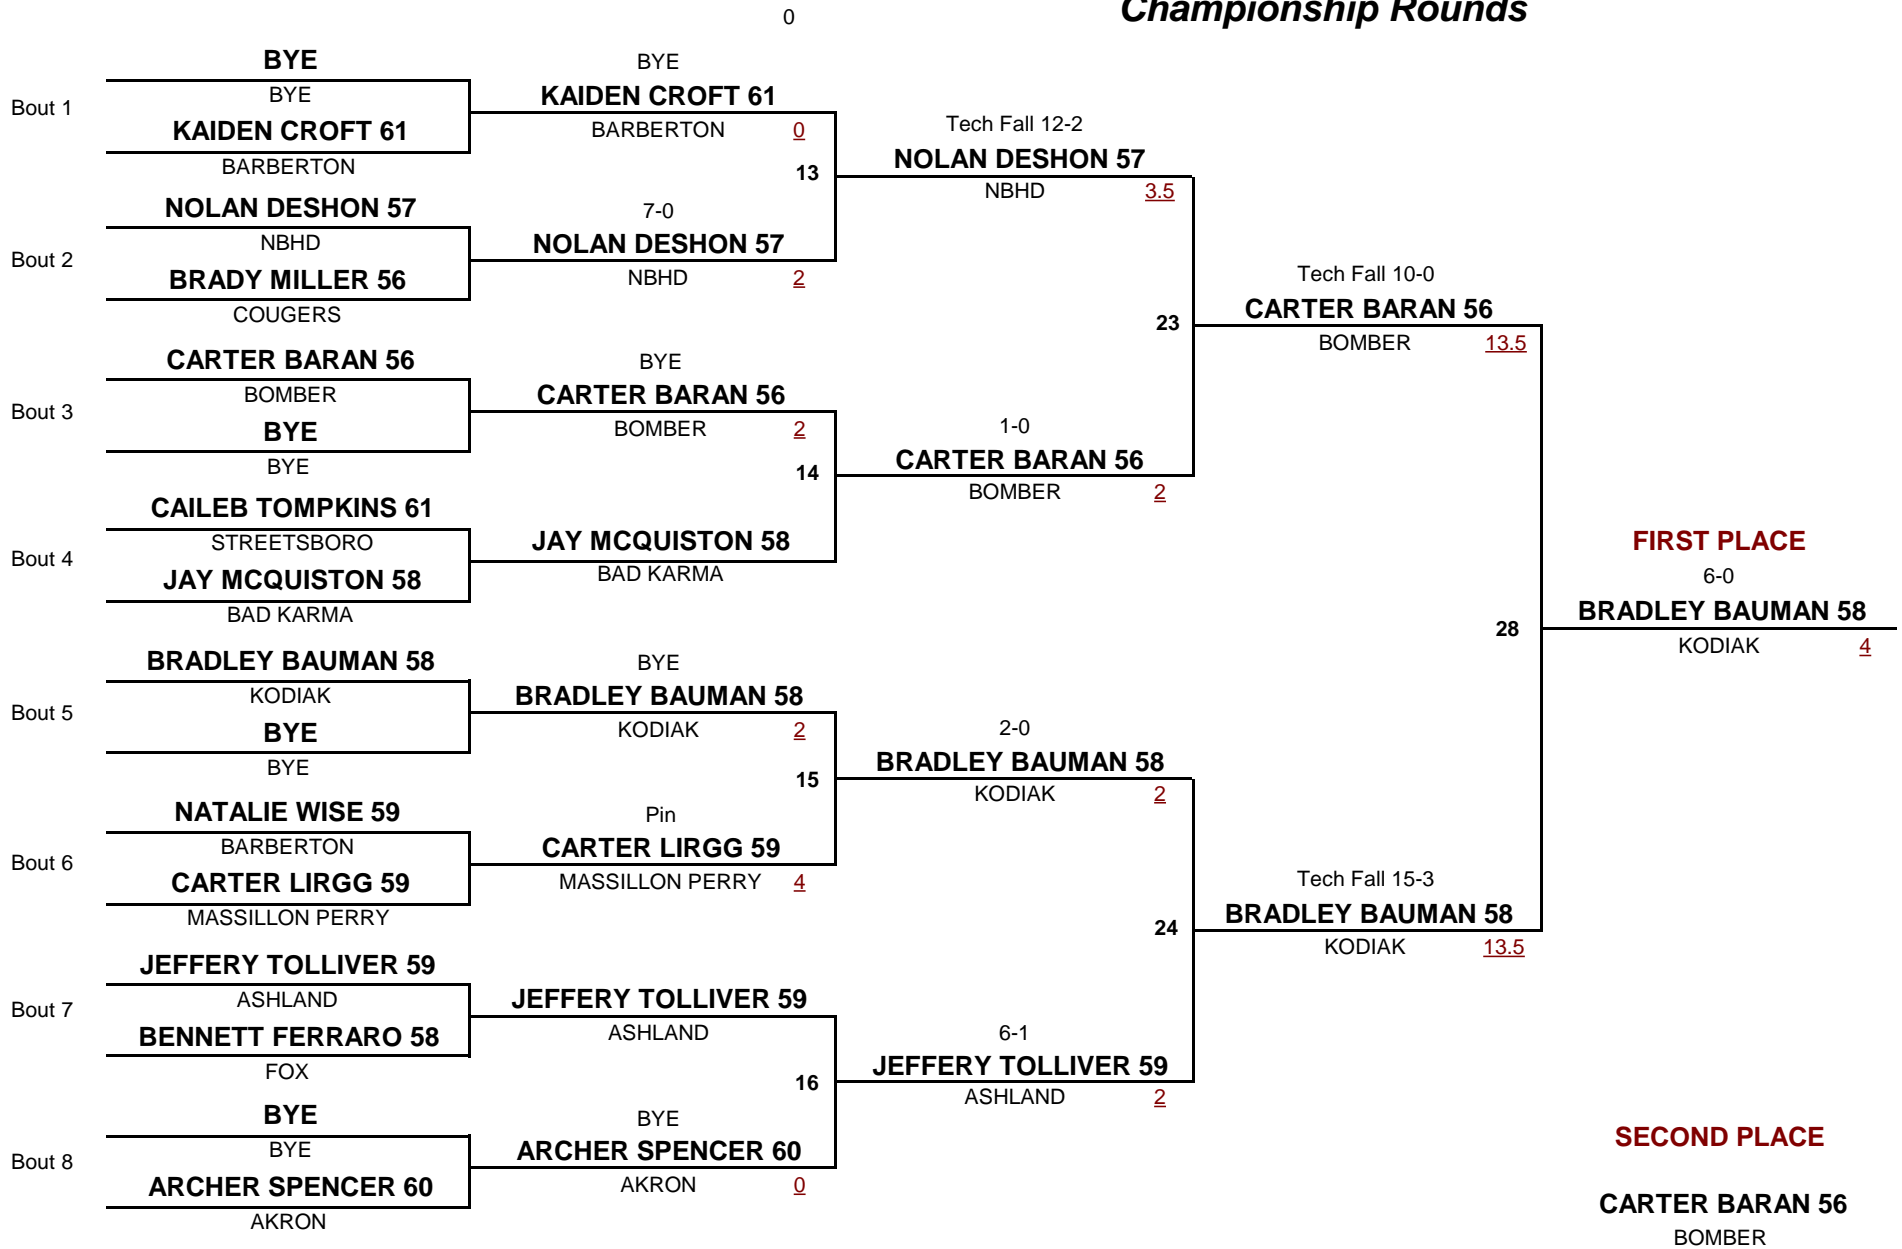 0
Championship Rounds
BYE
BYE
Bout 1
KAIDEN CROFT 61
BARBERTON
NOLAN DESHON 57
NBHD
Bout 2
BRADY MILLER 56
COUGERS
CARTER BARAN 56
BOMBER
Bout 3
BYE
BYE
CAILEB TOMPKINS 61
STREETSBORO
Bout 4
JAY MCQUISTON 58
BAD KARMA
BRADLEY BAUMAN 58
KODIAK
Bout 5
BYE
BYE
NATALIE WISE 59
BARBERTON
Bout 6
CARTER LIRGG 59
MASSILLON PERRY
JEFFERY TOLLIVER 59
ASHLAND
Bout 7
BENNETT FERRARO 58
FOX
BYE
BYE
Bout 8
ARCHER SPENCER 60
AKRON
BYE
KAIDEN CROFT 61
BARBERTON 0
13
7-0
NOLAN DESHON 57
NBHD 2
BYE
CARTER BARAN 56
BOMBER 2
14
JAY MCQUISTON 58
BAD KARMA
BYE
BRADLEY BAUMAN 58
KODIAK 2
15
Pin
CARTER LIRGG 59
MASSILLON PERRY 4
JEFFERY TOLLIVER 59
ASHLAND
16
BYE
ARCHER SPENCER 60
AKRON 0
Tech Fall 12-2
NOLAN DESHON 57
NBHD 3.5
23
1-0
CARTER BARAN 56
BOMBER 2
2-0
BRADLEY BAUMAN 58
KODIAK 2
24
6-1
JEFFERY TOLLIVER 59
ASHLAND 2
Tech Fall 10-0
CARTER BARAN 56
BOMBER 13.5
28
Tech Fall 15-3
BRADLEY BAUMAN 58
KODIAK 13.5
FIRST PLACE
6-0
BRADLEY BAUMAN 58
KODIAK 4
SECOND PLACE
CARTER BARAN 56
BOMBER